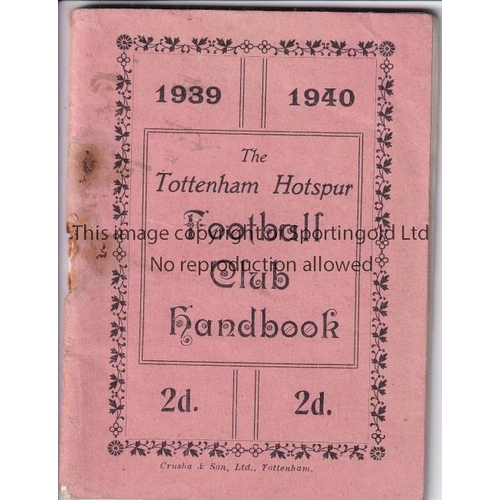 1939 1940
The
Tottenham Hotspur
Football
This image copyright of Sportingold Ltd
Club
No reproduction allowed
Handbook
2d. 2d.
Crusha & Son, Ltd., Tottenham.